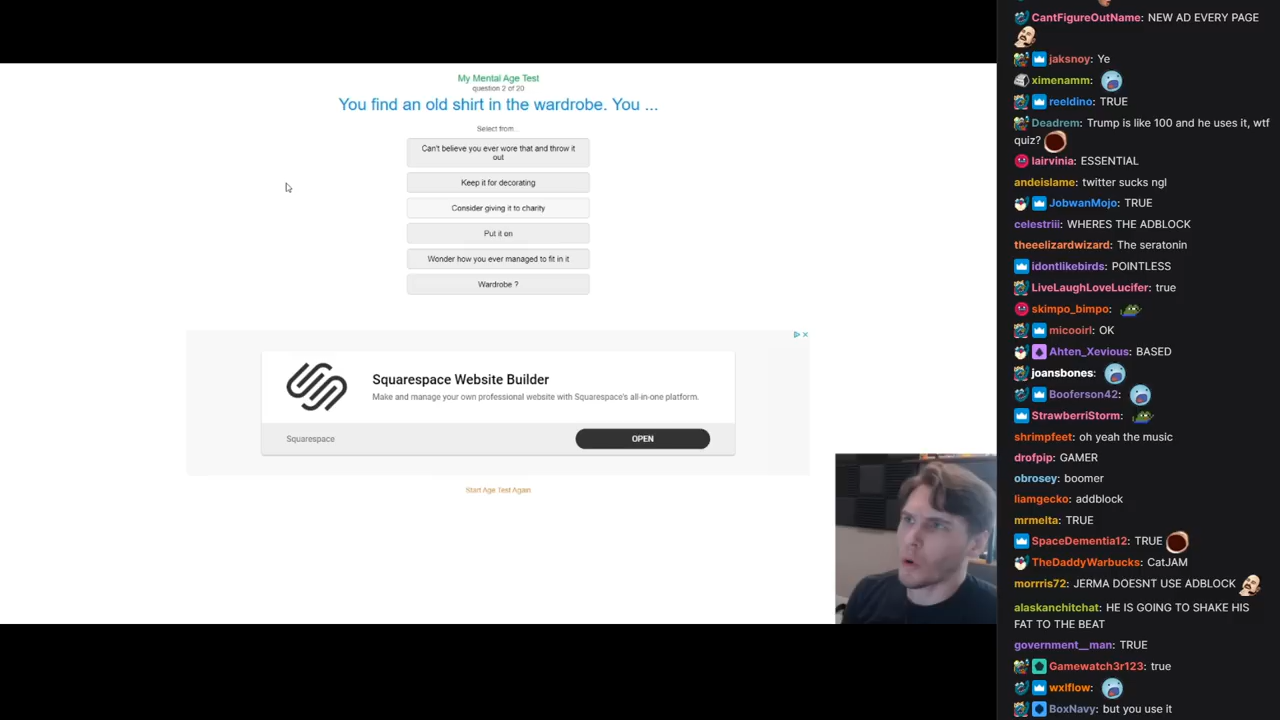 My Mental Age Test
question 2 of 20
You find an old shirt in the wardrobe. You ...
Select from...
Can't believe you ever wore that and throw it
out
Keep it for decorating
Consider giving it to charity
Put it on
Wonder how you ever managed to fit in it
Wardrobe ?
Squarespace Website Builder
Make and manage your own professional website with Squarespace's all-in-one platform.
Squarespace
OPEN
Start Age Test Again
CantFigureOutName: NEW AD EVERY PAGE
jaksnoy: Ye
ximenamm:
reeldino: TRUE
Deadrem: Trump is like 100 and he uses it, wtf
quiz?
lairvinia: ESSENTIAL
andeislame: twitter sucks ngl
JobwanMojo: TRUE
celestriii: WHERES THE ADBLOCK
theeelizardwizard: The seratonin
idontlikebirds: POINTLESS
LiveLaughLoveLucifer: true
skimpo_bimpo:
micooirl: OK
Ahten_Xevious: BASED
joansbones:
Booferson42:
StrawberriStorm:
shrimpfeet: oh yeah the music
drofpip: GAMER
obrosey: boomer
liamgecko: addblock
mrmelta: TRUE
SpaceDementia12: TRUE
TheDaddyWarbucks: CatJAM
morrris72: JERMA DOESNT USE ADBLOCK
alaskanchitchat: HE IS GOING TO SHAKE HIS
FAT TO THE BEAT
government__man: TRUE
Gamewatch3r123: true
wxlflow:
BoxNavy: but you use it